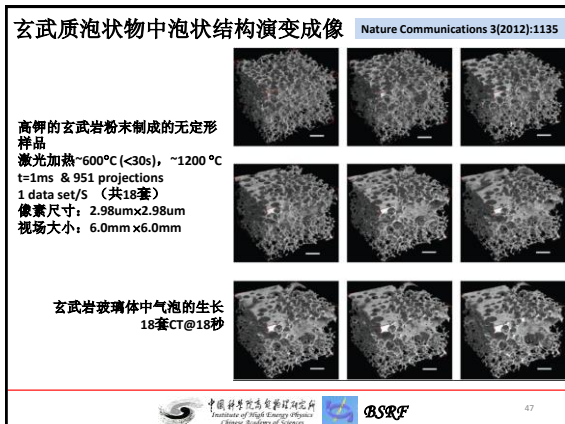 玄武质泡状物中泡状结构演变成像
Nature Communications 3(2012):1135
高钾的玄武岩粉末制成的无定形
样品
激光加热~600°C (<30s)，~1200 °C
t=1ms & 951 projections
1 data set/S （共18套）
像素尺寸：2.98um×2.98um
视场大小：6.0mm ×6.0mm
玄武岩玻璃体中气泡的生长
18套CT@18秒
中国科学院高能物理研究所
Institute of High Energy Physics
Chinese Academy of Sciences
BSRF
47